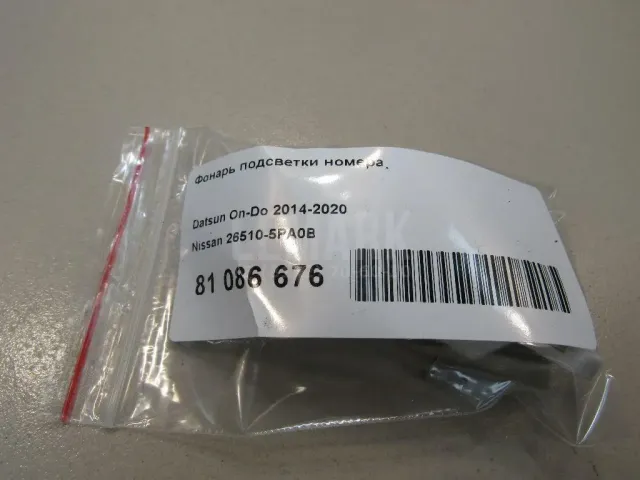 Фонарь подсветки номера,
Datsun On-Do 2014-2020
Nissan 26510-5PA0B
81 086 676